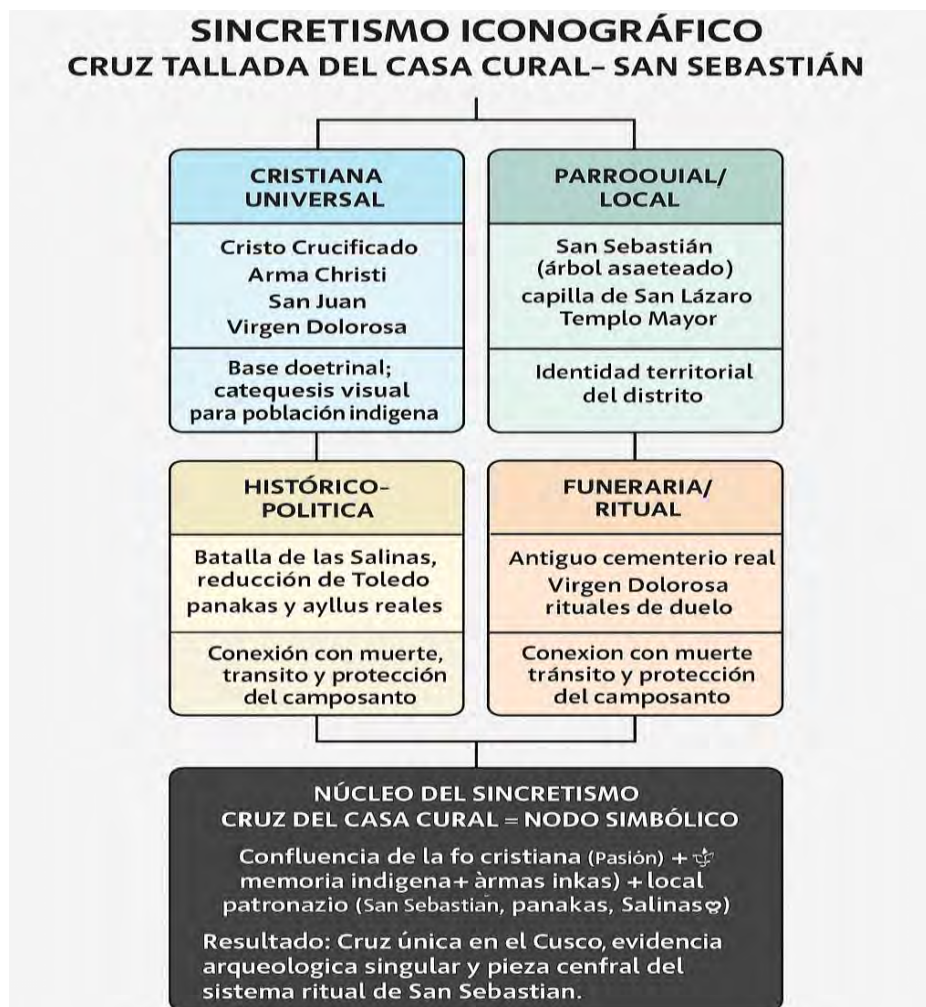 SINCRETISMO ICONOGRÁFICO
CRUZ TALLADA DEL CASA CURAL– SAN SEBASTIÁN
CRISTIANA
UNIVERSAL
Cristo Crucificado
Arma Christi
San Juan
Virgen Dolorosa
Base doetrinal;
catequesis visual
para población indigena
PARROOUIAL/
LOCAL
San Sebastián
(árbol asaeteado)
capilla de San Lázaro
Templo Mayor
Identidad territorial
del distrito
HISTÓRICO-
POLITICA
Batalla de las Salinas,
reducción de Toledo
panakas y ayllus reales
Conexión con muerte,
transito y protección
del camposanto
FUNERARIA/
RITUAL
Antiguo cementerio real
Virgen Dolorosa
rituales de duelo
Conexion con muerte
tránsito y protección
del camposanto
NÚCLEO DEL SINCRETISMO
CRUZ DEL CASA CURAL = NODO SIMBÓLICO
Confluencia de la fo cristiana (Pasión) +
memoria indigena+ àrmas inkas) + local
patronazio (San Sebastian, panakas, Salinas)
Resultado: Cruz única en el Cusco, evidencia
arqueologica singular y pieza cenfral del
sistema ritual de San Sebastian.